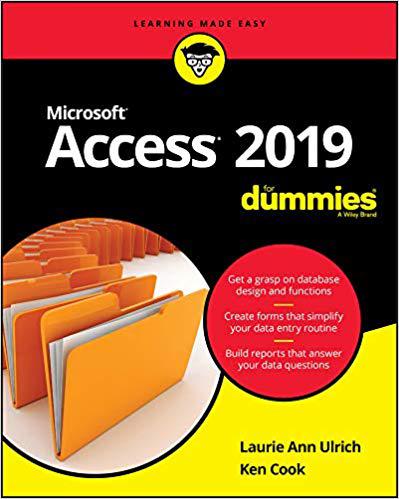 LEARNING MADE EASY
Microsoft®
Access® 2019
for
dummies®
A Wiley Brand
Get a grasp on database
design and functions
Create forms that simplify
your data entry routine
Build reports that answer
your data questions
Laurie Ann Ulrich
Ken Cook